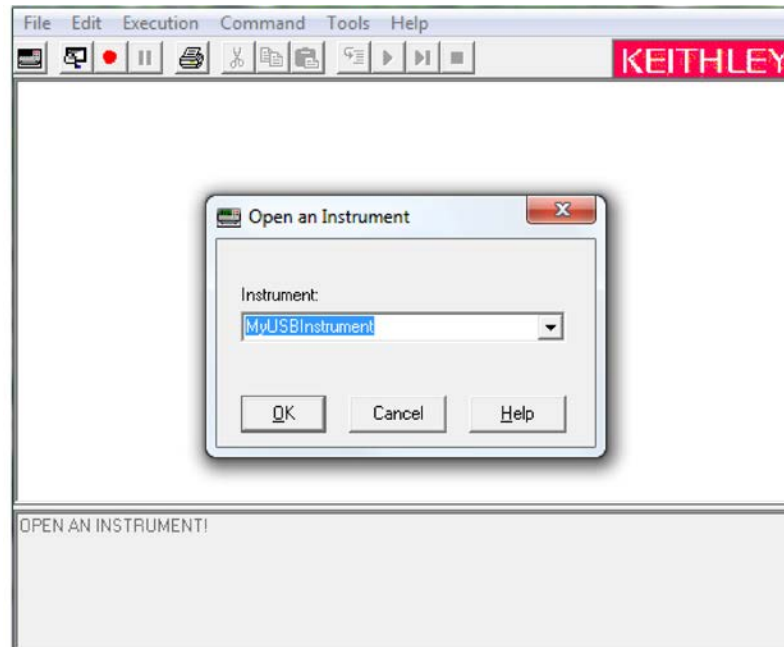 File Edit Execution Command Tools Help
KEITHLEY
Open an Instrument
Instrument:
MyUSBInstrument
OK Cancel Help
OPEN AN INSTRUMENT!